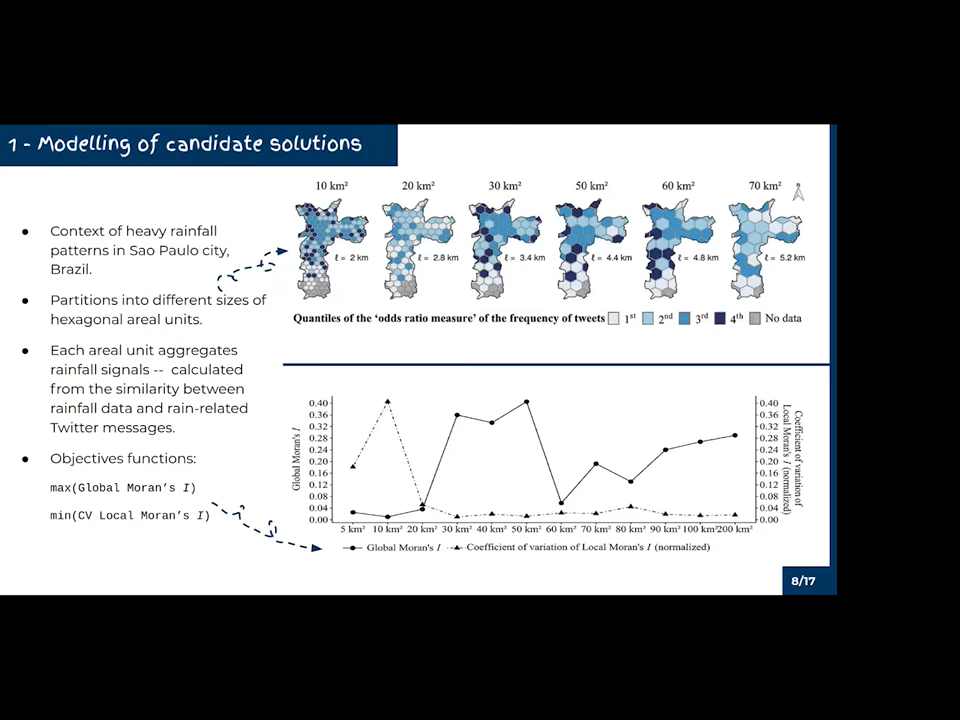 1 - Modelling of candidate solutions
● Context of heavy rainfall
patterns in Sao Paulo city,
Brazil.
● Partitions into different sizes of
hexagonal areal units.
● Each areal unit aggregates
rainfall signals -- calculated
from the similarity between
rainfall data and rain-related
Twitter messages.
● Objectives functions:
max(Global Moran's I)
min(CV Local Moran's I)
10 km² 20 km² 30 km² 50 km² 60 km² 70 km² N
ℓ = 2 km ℓ = 2.8 km ℓ = 3.4 km ℓ = 4.4 km ℓ = 4.8 km ℓ = 5.2 km
Quantiles of the 'odds ratio measure' of the frequency of tweets 1st 2nd 3rd 4th No data
Global Moran's I
0.40
0.36
0.32
0.28
0.24
0.20
0.16
0.12
0.08
0.04
0.00
0.40
0.36
0.32
0.28
0.24
0.20
0.16
0.12
0.08
0.04
0.00
Coefficient of variation of
Local Moran's I (normalized)
5 km² 10 km² 20 km² 30 km² 40 km² 50 km² 60 km² 70 km² 80 km² 90 km² 100 km² 200 km²
Global Moran's I Coefficient of variation of Local Moran's I (normalized)
8/17